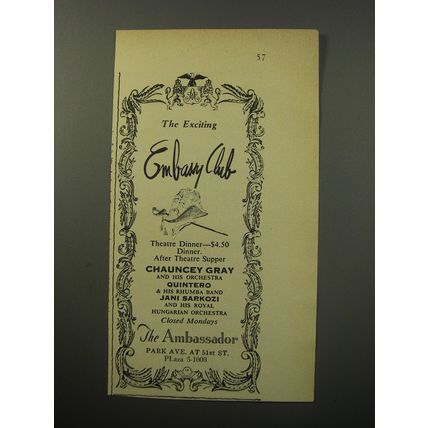 57
The Exciting
Embassy Club
Theatre Dinner—$4.50
Dinner.
After Theatre Supper
CHAUNCEY GRAY
AND HIS ORCHESTRA
QUINTERO
& HIS RHUMBA BAND
JANI SARKOZI
AND HIS ROYAL
HUNGARIAN ORCHESTRA
Closed Mondays
The Ambassador
PARK AVE. AT 51st ST.
PLaza 5-1000